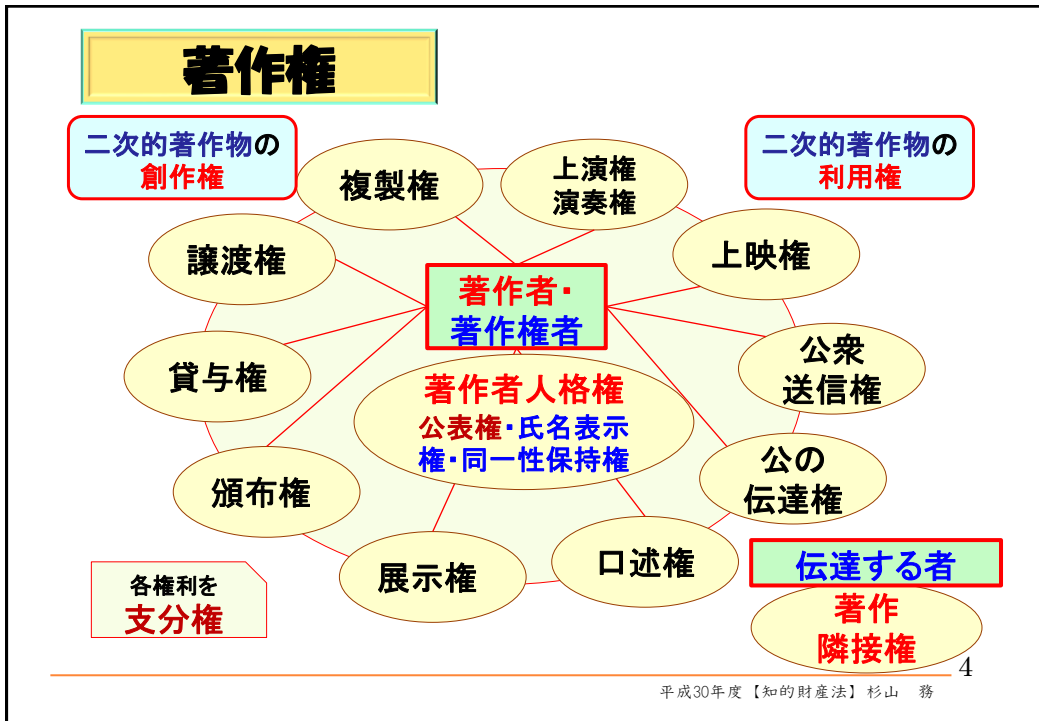 著作権
二次的著作物の
創作権
二次的著作物の
利用権
複製権
上演権
演奏権
譲渡権
上映権
著作者・
著作権者
貸与権
公衆
送信権
著作者人格権
公表権・氏名表示
権・同一性保持権
頒布権
公の
伝達権
展示権
口述権
伝達する者
各権利を
支分権
著作
隣接権
4
平成30年度【知的財産法】杉山　務